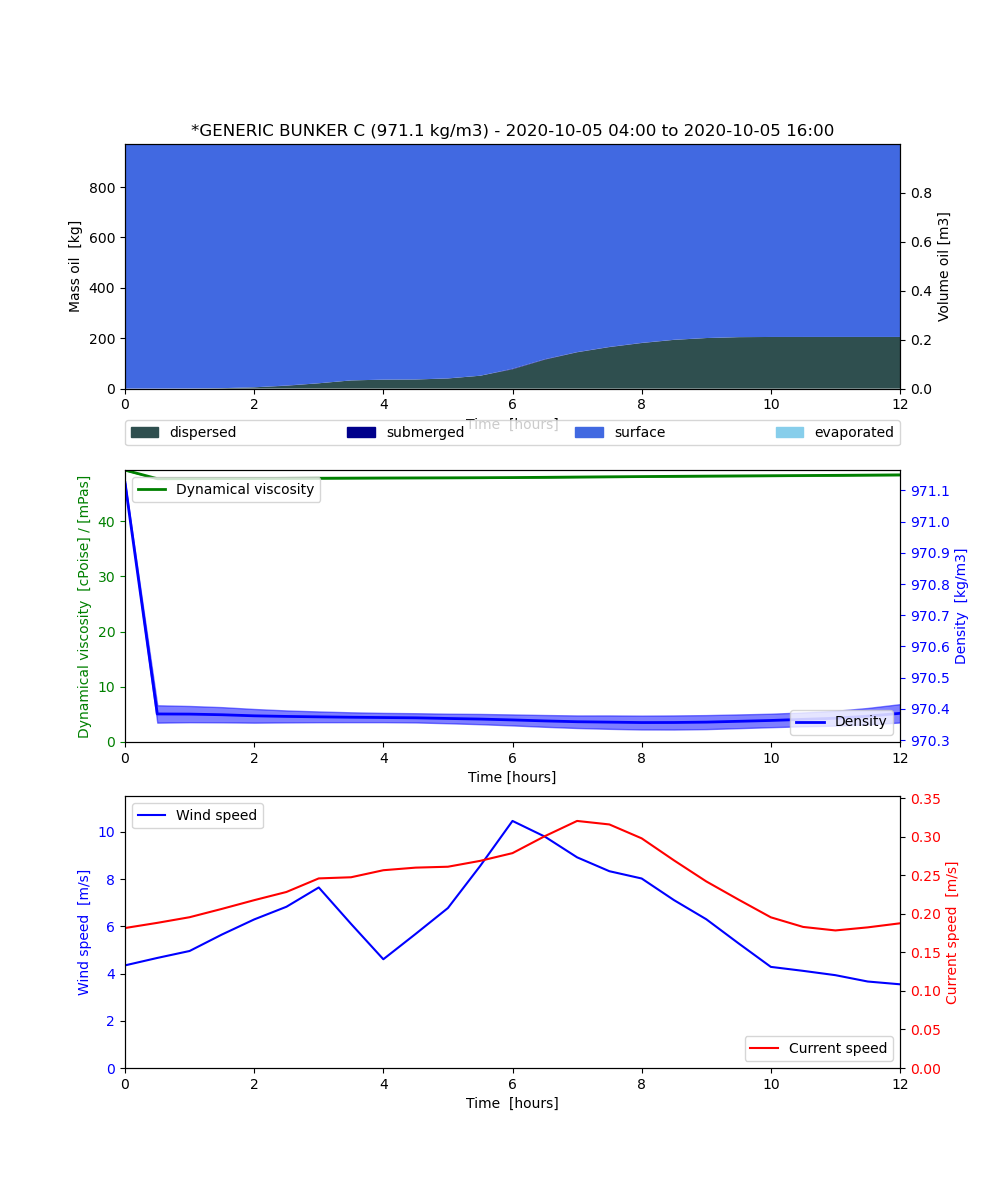 *GENERIC BUNKER C (971.1 kg/m3) - 2020-10-05 04:00 to 2020-10-05 16:00
Mass oil [kg]
800
600
400
200
0
Volume oil [m3]
0.8
0.6
0.4
0.2
0.0
0 2 4 6 8 10 12
Time [hours]
dispersed submerged surface evaporated
Dynamical viscosity [cPoise] / [mPas]
40
30
20
10
0
Dynamical viscosity
Density [kg/m3]
971.1
971.0
970.9
970.8
970.7
970.6
970.5
970.4
970.3
Density
0 2 4 6 8 10 12
Time [hours]
Wind speed [m/s]
10
8
6
4
2
0
Wind speed
Current speed [m/s]
0.35
0.30
0.25
0.20
0.15
0.10
0.05
0.00
Current speed
0 2 4 6 8 10 12
Time [hours]